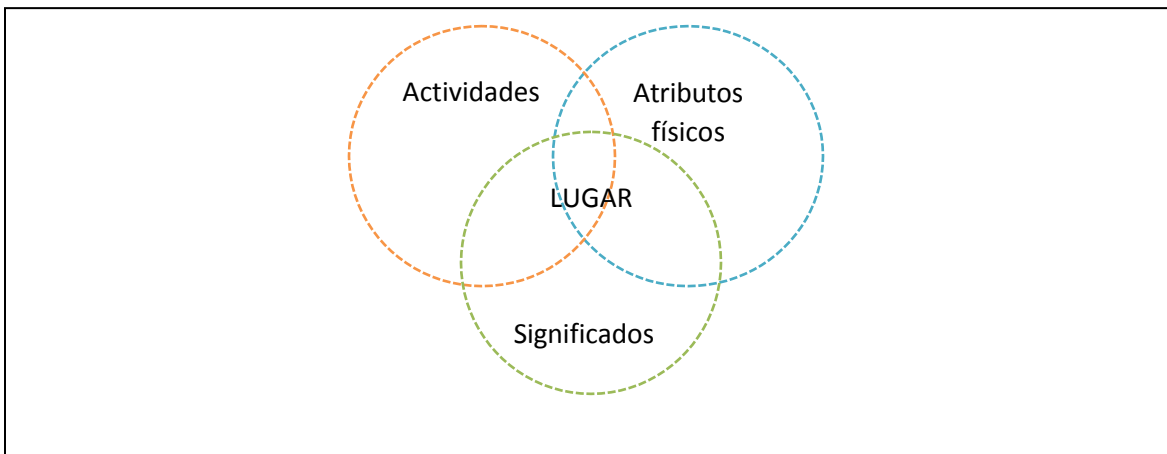 Actividades
Atributos
físicos
LUGAR
Significados